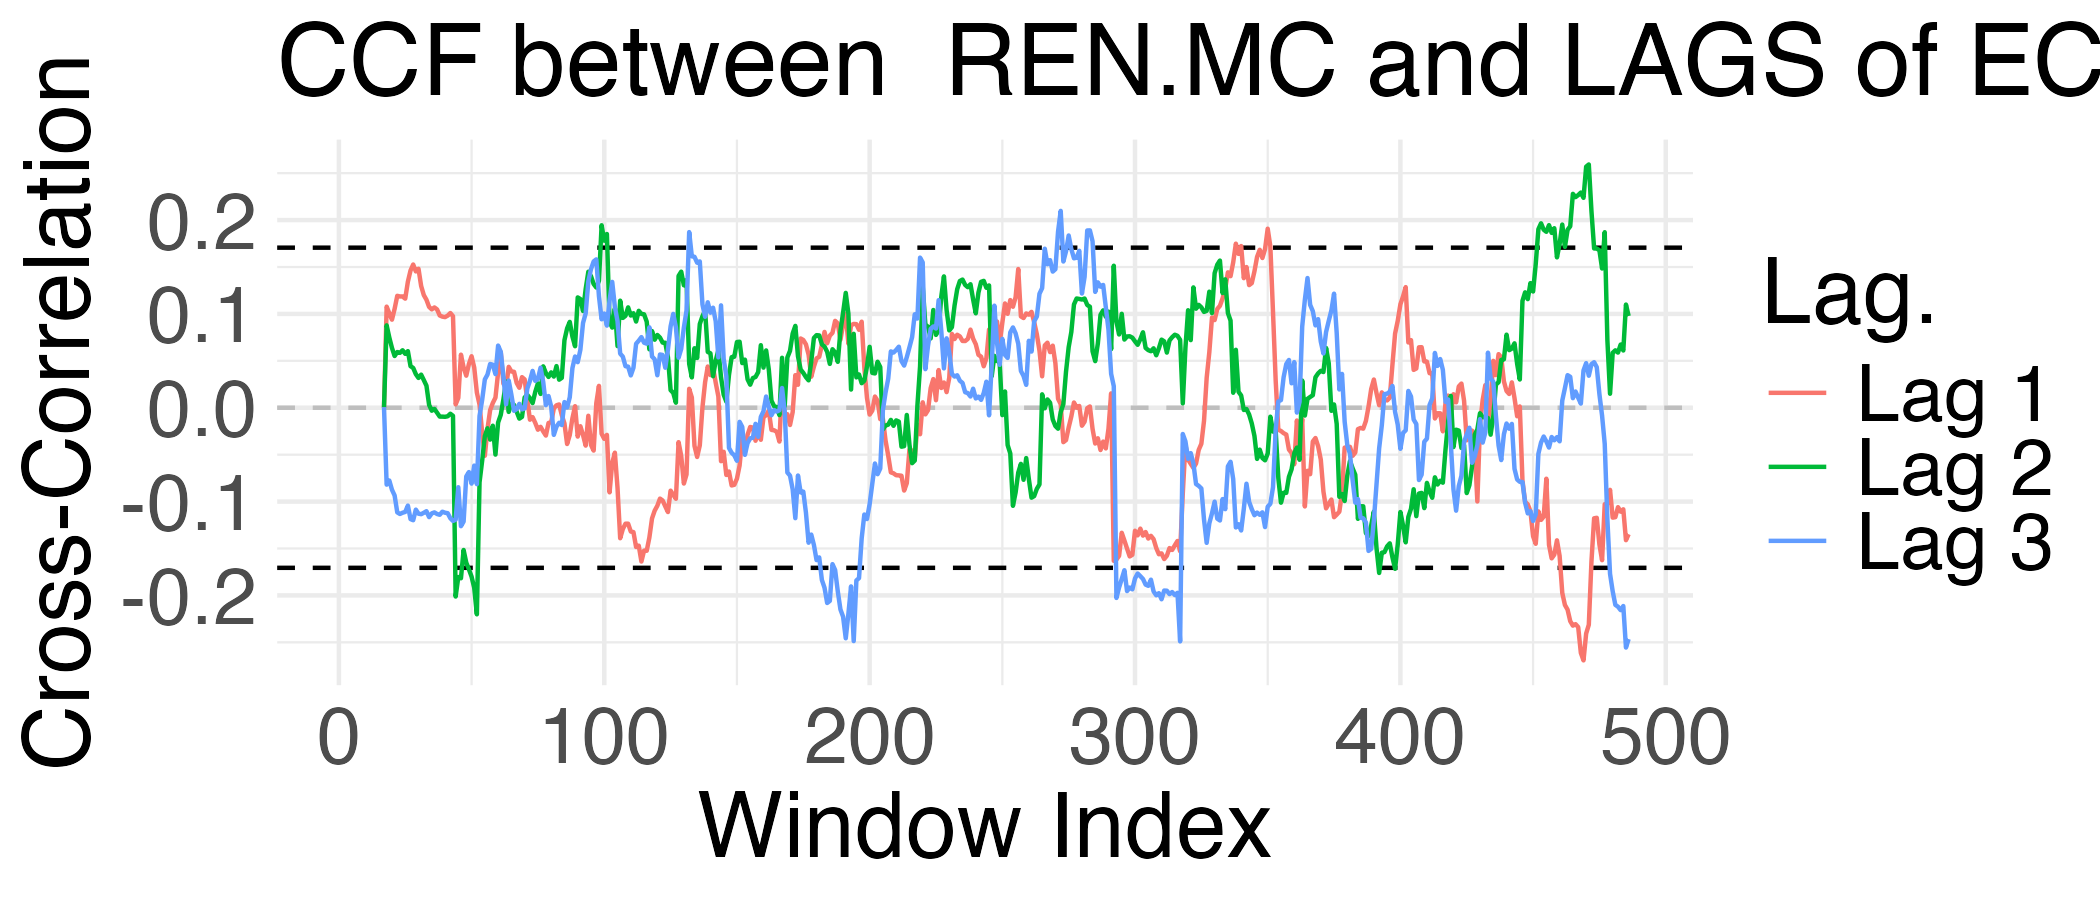 CCF between  REN.MC and LAGS of EC
Cross-Correlation
0.2
0.1
0.0
-0.1
-0.2
0 100 200 300 400 500
Window Index
Lag.
Lag 1
Lag 2
Lag 3